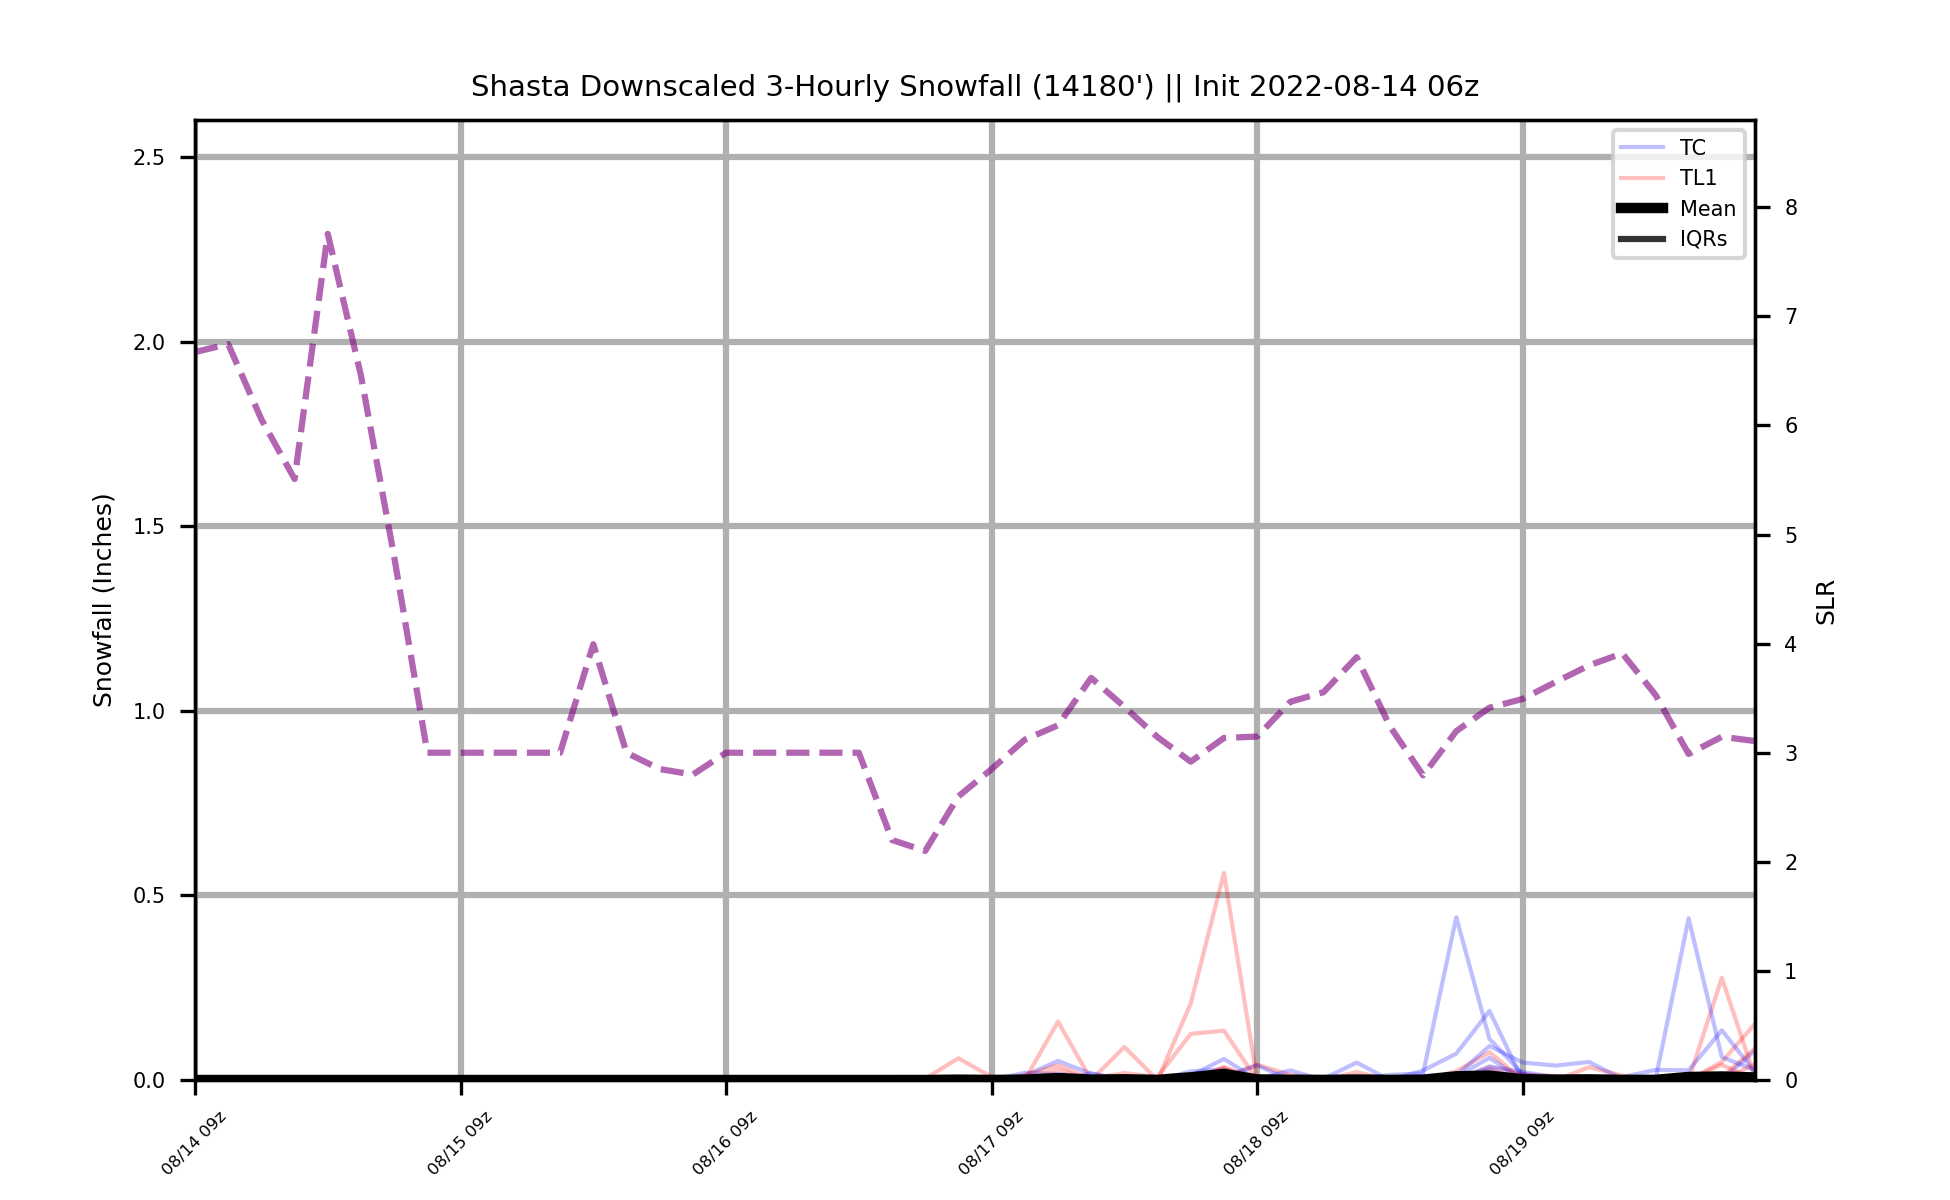 Shasta Downscaled 3-Hourly Snowfall (14180') || Init 2022-08-14 06z
TC
TL1
Mean
IQRs
Snowfall (Inches)
2.5
2.0
1.5
1.0
0.5
0.0
SLR
8
7
6
5
4
3
2
1
0
08/14 09z
08/15 09z
08/16 09z
08/17 09z
08/18 09z
08/19 09z